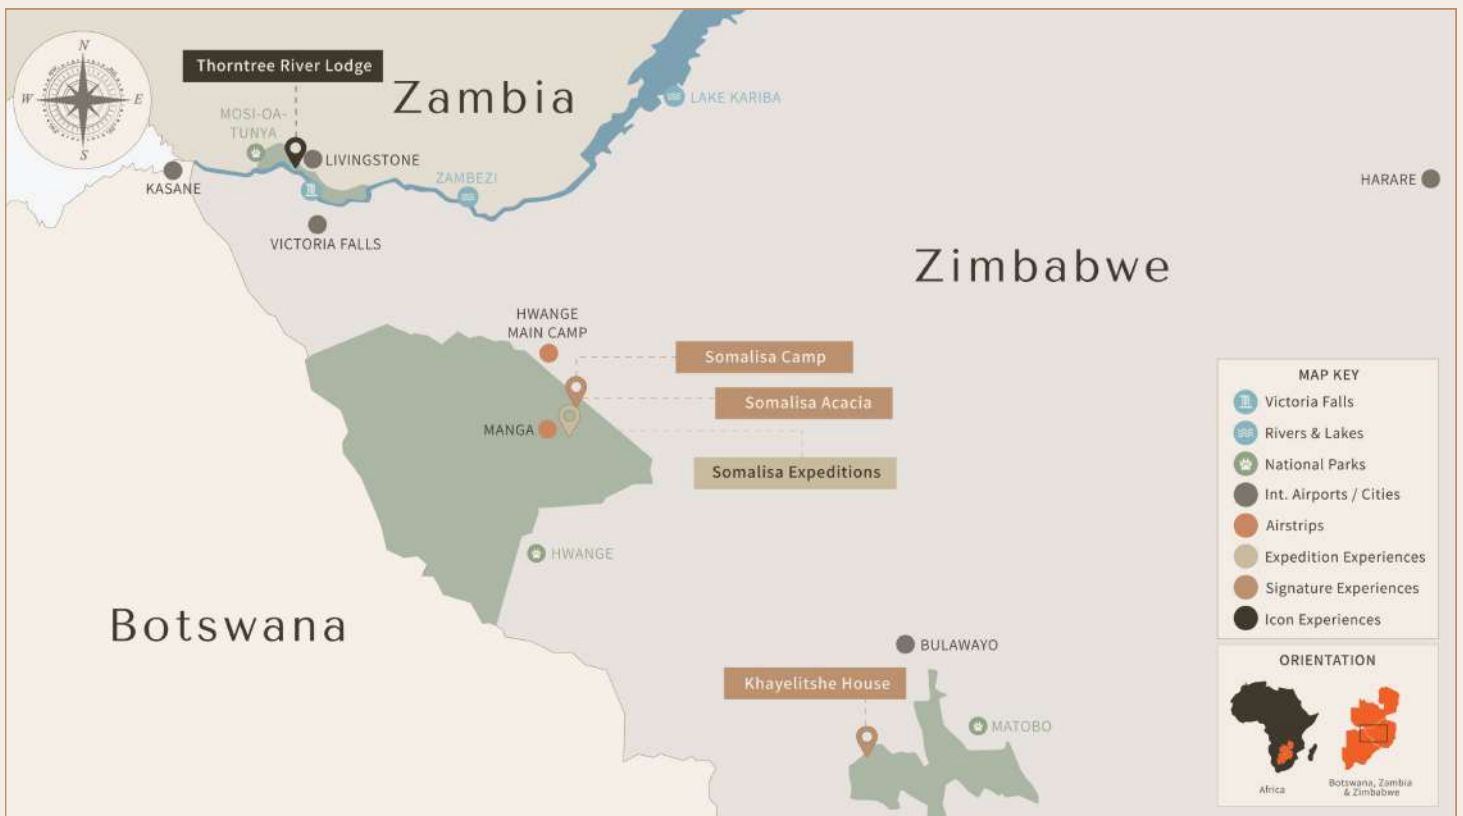 N
W
E
S
Thorntree River Lodge
Zambia
MOSI-OA-
TUNYA
LAKE KARIBA
LIVINGSTONE
KASANE
ZAMBEZI
HARARE
VICTORIA FALLS
Zimbabwe
HWANGE
MAIN CAMP
Somalisa Camp
Somalisa Acacia
MANGA
Somalisa Expeditions
HWANGE
Botswana
BULAWAYO
Khayelitshe House
MATOBO
MAP KEY
Victoria Falls
Rivers & Lakes
National Parks
Int. Airports / Cities
Airstrips
Expedition Experiences
Signature Experiences
Icon Experiences
ORIENTATION
Africa
Botswana, Zambia
& Zimbabwe